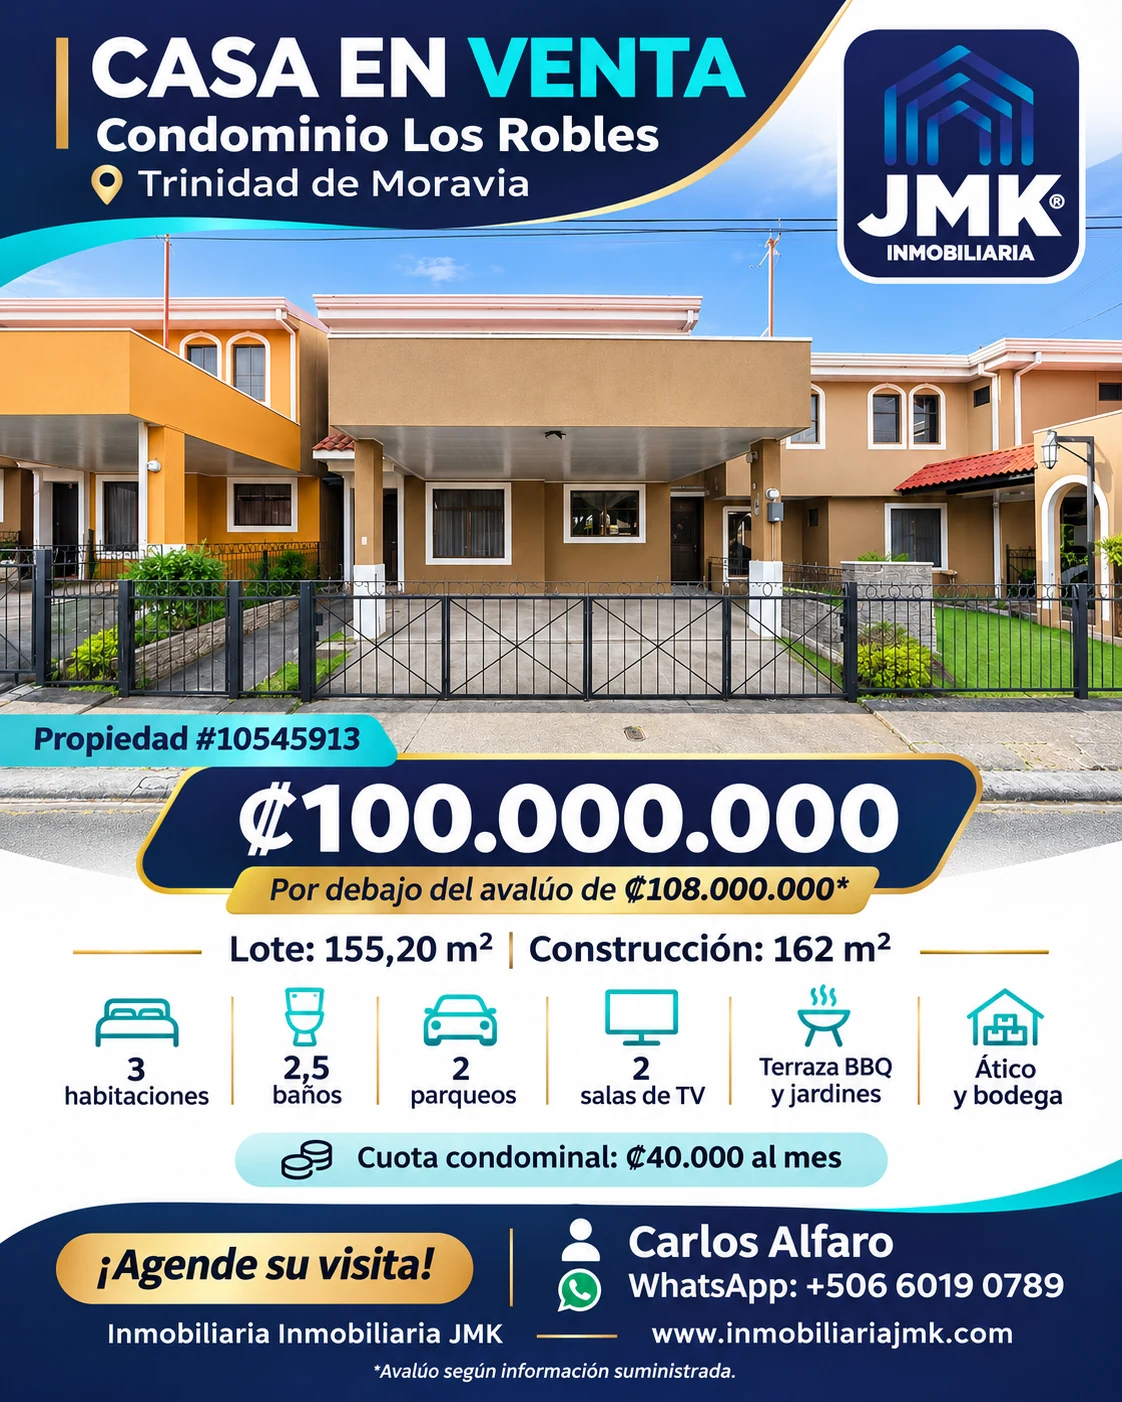 CASA EN VENTA
Condominio Los Robles
Trinidad de Moravia
JMK®
INMOBILIARIA
Propiedad #10545913
₡100.000.000
Por debajo del avalúo de ₡108.000.000*
Lote: 155,20 m² | Construcción: 162 m²
3
habitaciones
2,5
baños
2
parqueos
2
salas de TV
Terraza BBQ
y jardines
Ático
y bodega
Cuota condominal: ₡40.000 al mes
¡Agende su visita!
Carlos Alfaro
WhatsApp: +506 6019 0789
Inmobiliaria Inmobiliaria JMK
www.inmobiliariajmk.com
*Avalúo según información suministrada.